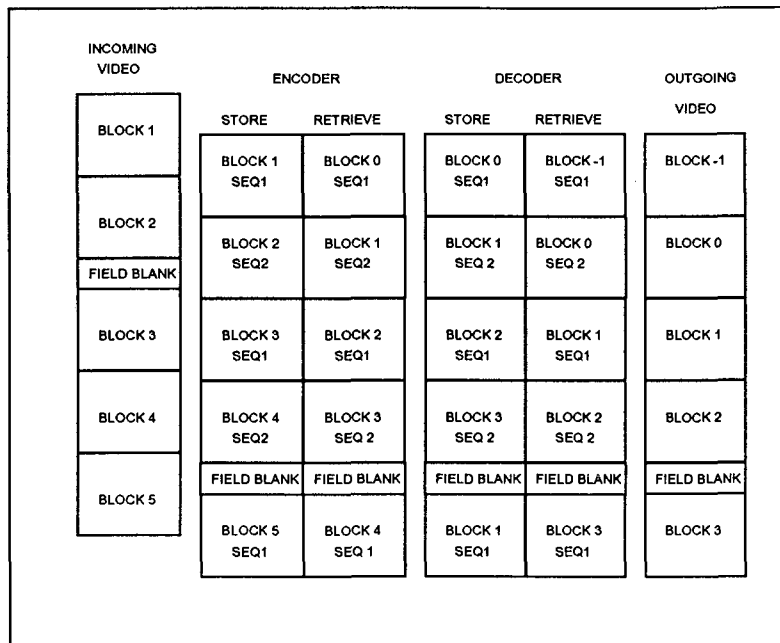 INCOMING
VIDEO
BLOCK 1
BLOCK 2
FIELD BLANK
BLOCK 3
BLOCK 4
BLOCK 5
ENCODER
STORE RETRIEVE
BLOCK 1 BLOCK 0
SEQ1 SEQ1
BLOCK 2 BLOCK 1
SEQ2 SEQ2
BLOCK 3 BLOCK 2
SEQ1 SEQ1
BLOCK 4 BLOCK 3
SEQ2 SEQ 2
FIELD BLANK FIELD BLANK
BLOCK 5 BLOCK 4
SEQ1 SEQ 1
DECODER
STORE RETRIEVE
BLOCK 0 BLOCK -1
SEQ1 SEQ1
BLOCK 1 BLOCK 0
SEQ 2 SEQ 2
BLOCK 2 BLOCK 1
SEQ1 SEQ1
BLOCK 3 BLOCK 2
SEQ 2 SEQ 2
FIELD BLANK FIELD BLANK
BLOCK 1 BLOCK 3
SEQ1 SEQ1
OUTGOING
VIDEO
BLOCK -1
BLOCK 0
BLOCK 1
BLOCK 2
FIELD BLANK
BLOCK 3